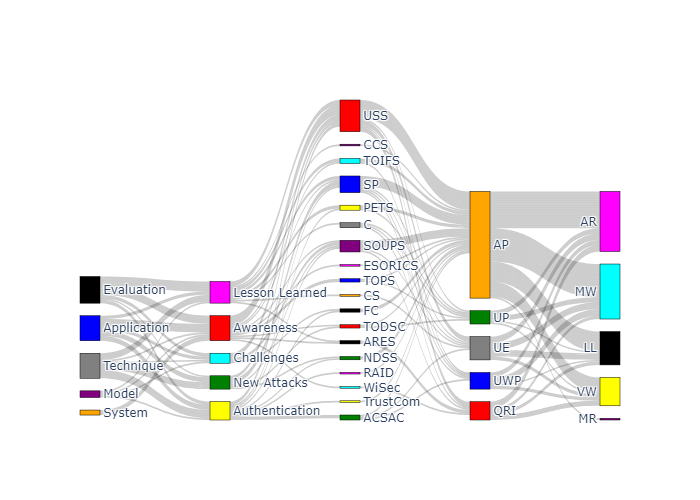 Evaluation
Application
Technique
Model
System
Lesson Learned
Awareness
Challenges
New Attacks
Authentication
USS
CCS
TOIFS
SP
PETS
C
SOUPS
ESORICS
TOPS
CS
FC
TODSC
ARES
NDSS
RAID
WiSec
TrustCom
ACSAC
AP
UP
UE
UWP
QRI
AR
MW
LL
VW
MR